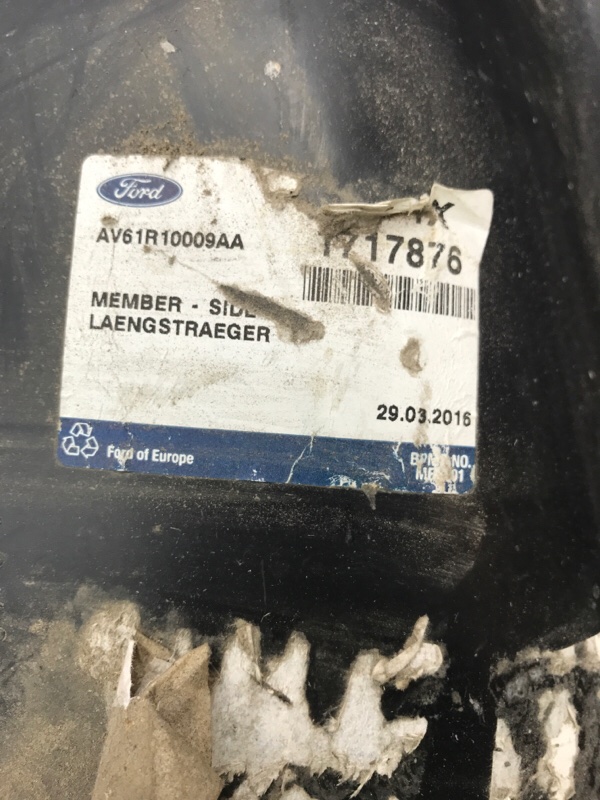 Ford
AV61R10009AA
1717876
MEMBER - SIDE
LAENGSTRAEGER
29.03.2016
Ford of Europe